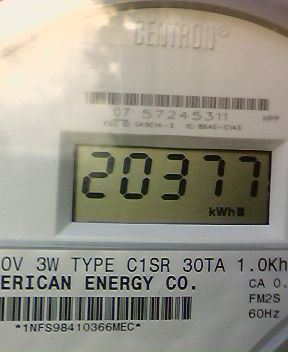 CENTRON®
07 57245311
HPP
20377
kWh
0V 3W TYPE C1SR 30TA 1.0Kh
ERICAN ENERGY CO.
CA 0.
FM2S
60Hz
*1NFS98410366MEC*